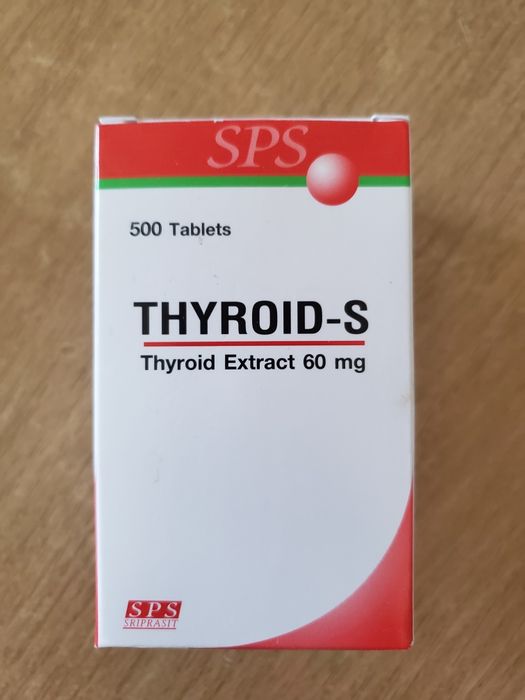 SPS
500 Tablets
THYROID-S
Thyroid Extract 60 mg
SPS
SRIPRASIT